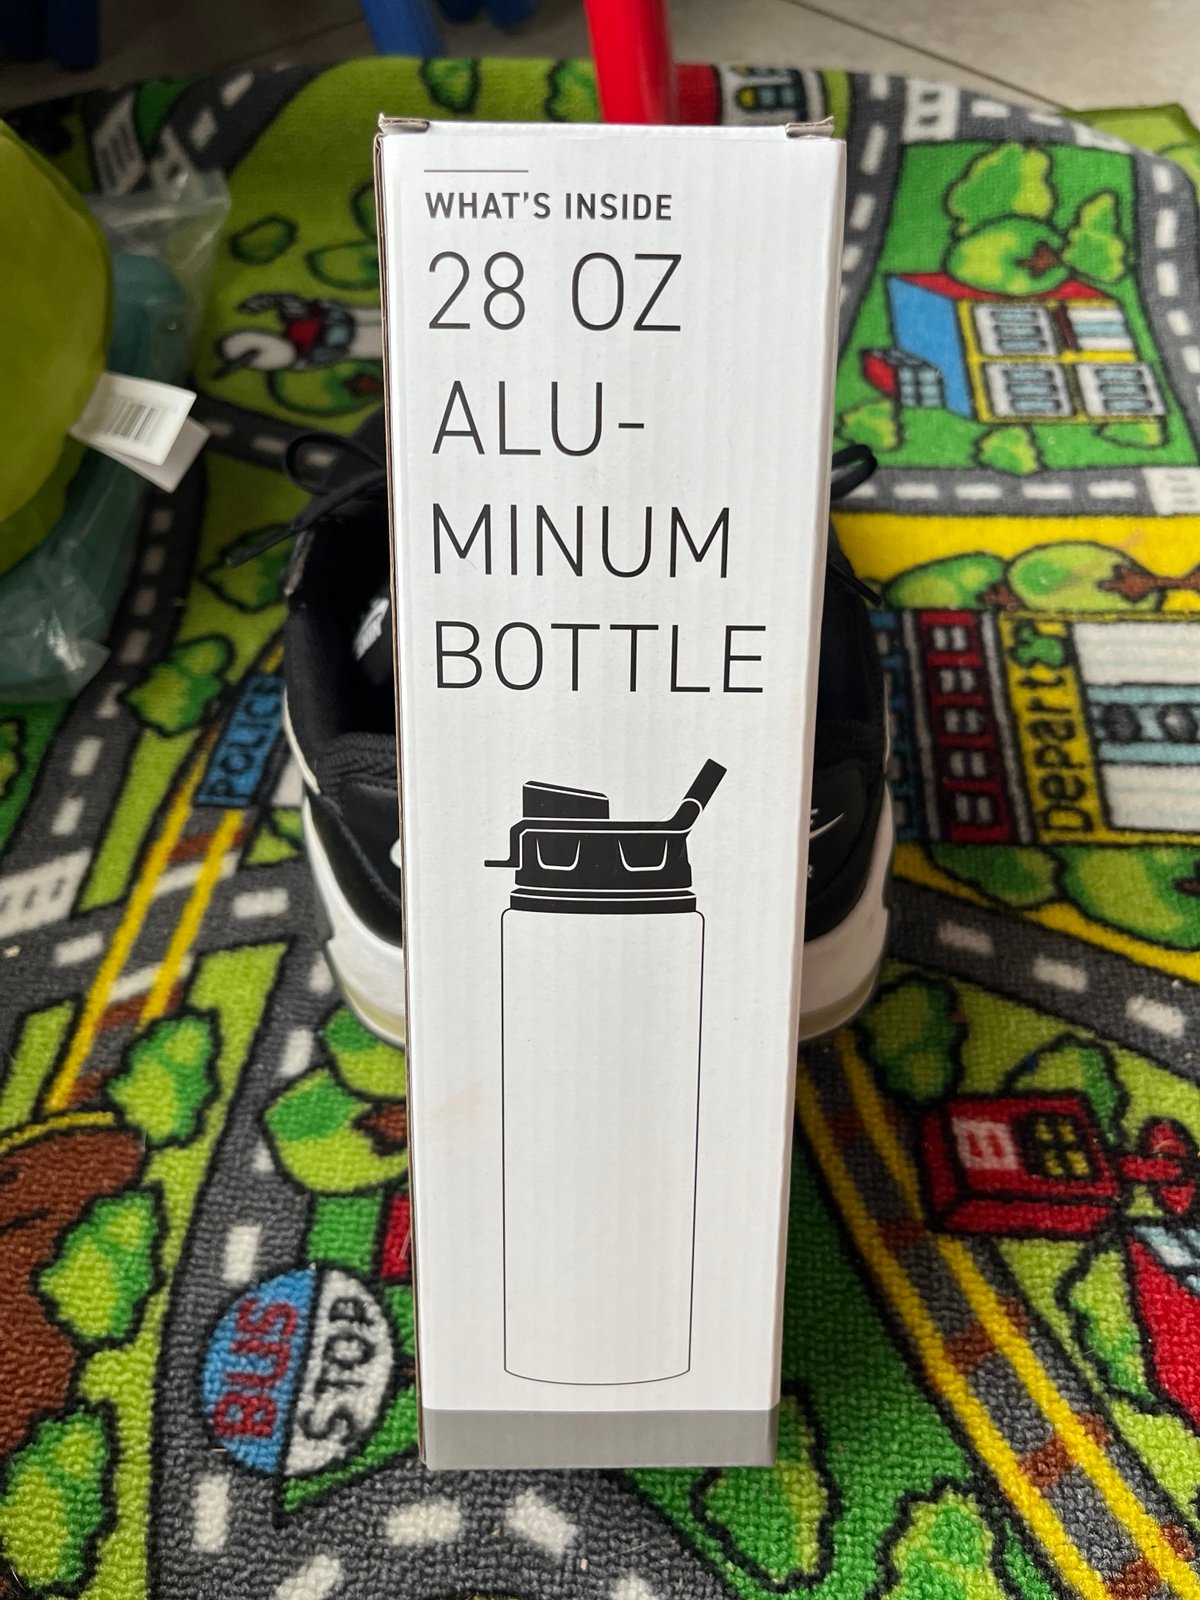 WHAT'S INSIDE
28 OZ
ALU-
MINUM
BOTTLE
POLICE
Depart
BUS
STOP